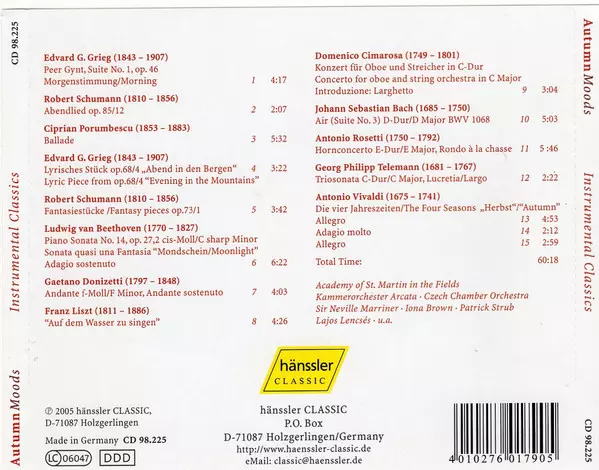 CD 98.225
Instrumental Classics
Autumn Moods
Edvard G. Grieg (1843 – 1907)
Peer Gynt, Suite No. 1, op. 46
Morgenstimmung/Morning 1 4:17
Robert Schumann (1810 – 1856)
Abendlied op. 85/12 2 2:07
Ciprian Porumbescu (1853 – 1883)
Ballade 3 5:32
Edvard G. Grieg (1843 – 1907)
Lyrisches Stück op.68/4 „Abend in den Bergen“ 4 3:22
Lyric Piece from op.68/4 “Evening in the Mountains”
Robert Schumann (1810 – 1856)
Fantasiestücke /Fantasy pieces op.73/1 5 3:42
Ludwig van Beethoven (1770 – 1827)
Piano Sonata No. 14, op. 27,2 cis-Moll/C sharp Minor
Sonata quasi una Fantasia “Mondschein/Moonlight”
Adagio sostenuto 6 6:22
Gaetano Donizetti (1797 – 1848)
Andante f-Moll/F Minor, Andante sostenuto 7 4:03
Franz Liszt (1811 – 1886)
“Auf dem Wasser zu singen” 8 4:26
Domenico Cimarosa (1749 – 1801)
Konzert für Oboe und Streicher in C-Dur
Concerto for oboe and string orchestra in C Major
Introduzione: Larghetto 9 3:04
Johann Sebastian Bach (1685 – 1750)
Air (Suite No. 3) D-Dur/D Major BWV 1068 10 5:03
Antonio Rosetti (1750 – 1792)
Hornconcerto E-Dur/E Major, Rondo à la chasse 11 5:46
Georg Philipp Telemann (1681 – 1767)
Triosonata C-Dur/C Major, Lucretia/Largo 12 2:22
Antonio Vivaldi (1675 – 1741)
Die vier Jahreszeiten/The Four Seasons „Herbst“/“Autumn”
Allegro 13 4:53
Adagio molto 14 2:12
Allegro 15 2:59
Total Time: 60:18
Academy of St. Martin in the Fields
Kammerorchester Arcata · Czech Chamber Orchestra
Sir Neville Marriner · Iona Brown · Patrick Strub
Lajos Lencsés · u.a.
hänssler
CLASSIC
℗ 2005 hänssler CLASSIC,
D-71087 Holzgerlingen
Made in Germany CD 98.225
LC 06047 DDD
hänssler CLASSIC
P.O. Box
D-71087 Holzgerlingen/Germany
http://www.haenssler-classic.de
eMail: classic@haenssler.de
4 010276 017905
Autumn Moods
Instrumental Classics
CD 98.225